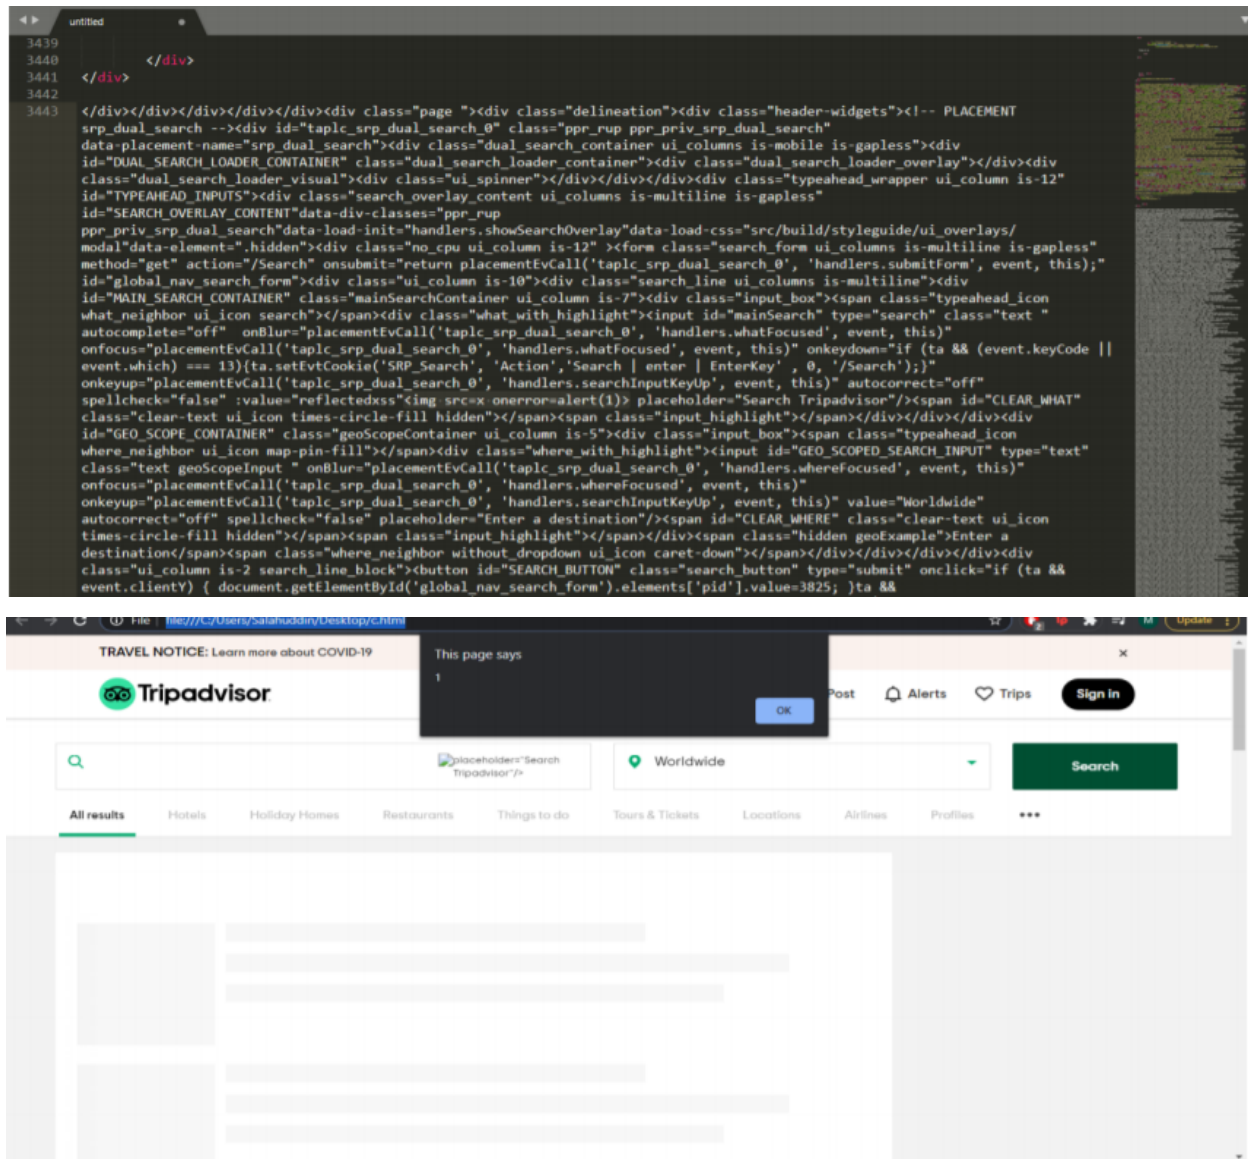 untitled
3439
3440 </div>
3441 </div>
3442
3443 </div></div></div></div></div><div class="page "><div class="delineation"><div class="header-widgets"><!-- PLACEMENT
srp_dual_search --><div id="taplc_srp_dual_search_0" class="ppr_rup ppr_priv_srp_dual_search"
data-placement-name="srp_dual_search"><div class="dual_search_container ui_columns is-mobile is-gapless"><div
id="DUAL_SEARCH_LOADER_CONTAINER" class="dual_search_loader_container"><div class="dual_search_loader_overlay"></div><div
class="dual_search_loader_visual"><div class="ui_spinner"></div></div></div><div class="typeahead_wrapper ui_column is-12"
id="TYPEAHEAD_INPUTS"><div class="search_overlay_content ui_columns is-multiline is-gapless"
id="SEARCH_OVERLAY_CONTENT"data-div-classes="ppr_rup
ppr_priv_srp_dual_search"data-load-init="handlers.showSearchOverlay"data-load-css="src/build/styleguide/ui_overlays/
modal"data-element=".hidden"><div class="no_cpu ui_column is-12" ><form class="search_form ui_columns is-multiline is-gapless"
method="get" action="/Search" onsubmit="return placementEvCall('taplc_srp_dual_search_0', 'handlers.submitForm', event, this);"
id="global_nav_search_form"><div class="ui_column is-10"><div class="search_line ui_columns is-multiline"><div
id="MAIN_SEARCH_CONTAINER" class="mainSearchContainer ui_column is-7"><div class="input_box"><span class="typeahead_icon
what_neighbor ui_icon search"></span><div class="what_with_highlight"><input id="mainSearch" type="search" class="text "
autocomplete="off"  onBlur="placementEvCall('taplc_srp_dual_search_0', 'handlers.whatFocused', event, this)"
onfocus="placementEvCall('taplc_srp_dual_search_0', 'handlers.whatFocused', event, this)" onkeydown="if (ta && (event.keyCode ||
event.which) === 13){ta.setEvtCookie('SRP_Search', 'Action','Search | enter | EnterKey' , 0, '/Search');}"
onkeyup="placementEvCall('taplc_srp_dual_search_0', 'handlers.searchInputKeyUp', event, this)" autocorrect="off"
spellcheck="false" :value="reflectedxss"<img src=x onerror=alert(1)> placeholder="Search Tripadvisor"/><span id="CLEAR_WHAT"
class="clear-text ui_icon times-circle-fill hidden"></span><span class="input_highlight"></span></div></div></div><div
id="GEO_SCOPE_CONTAINER" class="geoScopeContainer ui_column is-5"><div class="input_box"><span class="typeahead_icon
where_neighbor ui_icon map-pin-fill"></span><div class="where_with_highlight"><input id="GEO_SCOPED_SEARCH_INPUT" type="text"
class="text geoScopeInput " onBlur="placementEvCall('taplc_srp_dual_search_0', 'handlers.whereFocused', event, this)"
onfocus="placementEvCall('taplc_srp_dual_search_0', 'handlers.whereFocused', event, this)"
onkeyup="placementEvCall('taplc_srp_dual_search_0', 'handlers.searchInputKeyUp', event, this)" value="Worldwide"
autocorrect="off" spellcheck="false" placeholder="Enter a destination"/><span id="CLEAR_WHERE" class="clear-text ui_icon
times-circle-fill hidden"></span><span class="input_highlight"></span></div><span class="hidden geoExample">Enter a
destination</span><span class="where_neighbor without_dropdown ui_icon caret-down"></span></div></div></div></div><div
class="ui_column is-2 search_line_block"><button id="SEARCH_BUTTON" class="search_button" type="submit" onclick="if (ta &&
event.clientY) { document.getElementById('global_nav_search_form').elements['pid'].value=3825; }ta &&
File file:///C:/Users/Salahuddin/Desktop/c.html 2 M Update
TRAVEL NOTICE: Learn more about COVID-19
This page says
1
OK
Tripadvisor
Post Alerts Trips Sign in
placeholder="Search
Tripadvisor"/>
Worldwide
Search
All results Hotels Holiday Homes Restaurants Things to do Tours & Tickets Locations Airlines Profiles